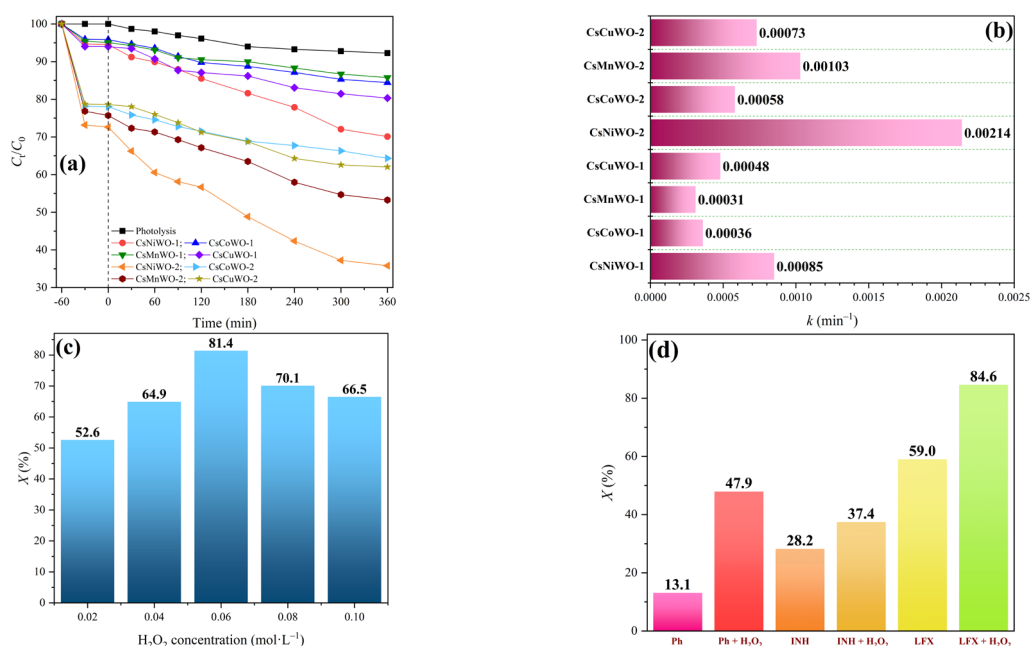 (a)
100
90
80
70
60
50
40
30
Cₜ/C₀
Photolysis
CsNiWO-1; CsCoWO-1
CsMnWO-1; CsCuWO-1
CsNiWO-2; CsCoWO-2
CsMnWO-2; CsCuWO-2
-60 0 60 120 180 240 300 360
Time (min)
(b)
CsCuWO-2 0.00073
CsMnWO-2 0.00103
CsCoWO-2 0.00058
CsNiWO-2 0.00214
CsCuWO-1 0.00048
CsMnWO-1 0.00031
CsCoWO-1 0.00036
CsNiWO-1 0.00085
0.0000 0.0005 0.0010 0.0015 0.0020 0.0025
k (min⁻¹)
(c)
80
70
60
50
40
30
20
10
0
X (%)
52.6 64.9 81.4 70.1 66.5
0.02 0.04 0.06 0.08 0.10
H₂O₂ concentration (mol·L⁻¹)
(d)
100
80
60
40
20
0
X (%)
13.1 47.9 28.2 37.4 59.0 84.6
Ph Ph + H₂O₂ INH INH + H₂O₂ LFX LFX + H₂O₂